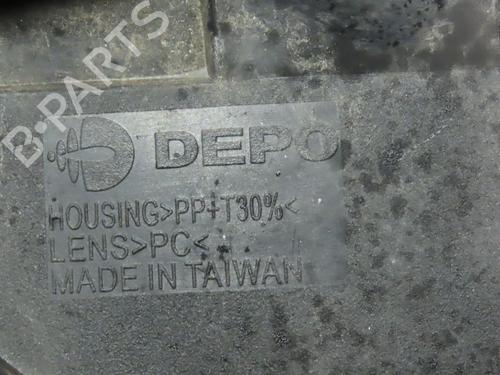 B-PARTS
DEPO
HOUSING>PP+T30%<
LENS>PC<
MADE IN TAIWAN